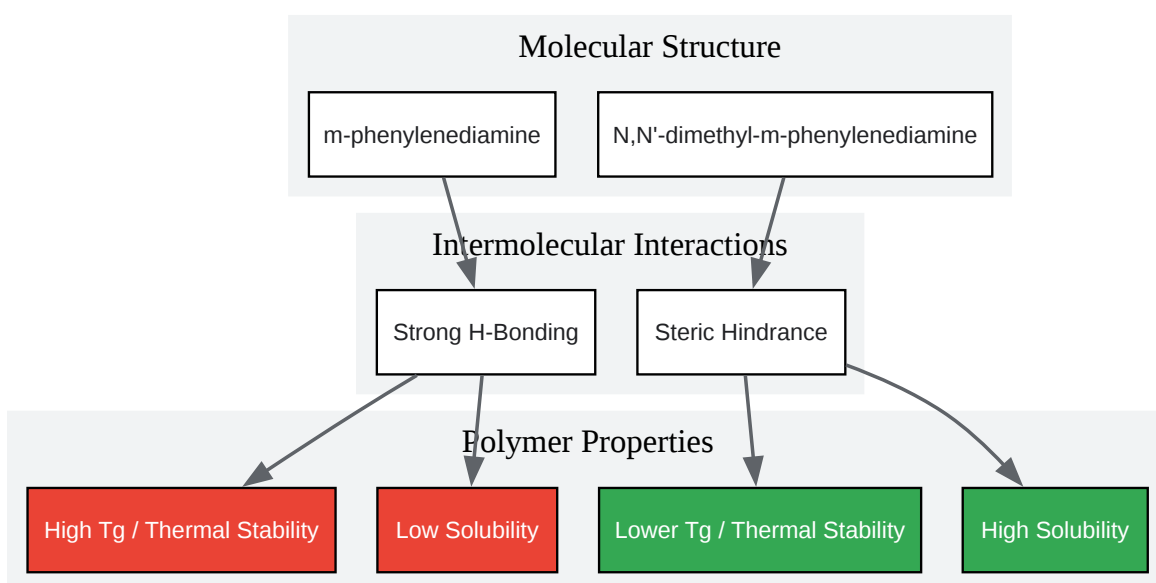 Molecular Structure
m-phenylenediamine
N,N'-dimethyl-m-phenylenediamine
Intermolecular Interactions
Strong H-Bonding
Steric Hindrance
Polymer Properties
High Tg / Thermal Stability
Low Solubility
Lower Tg / Thermal Stability
High Solubility